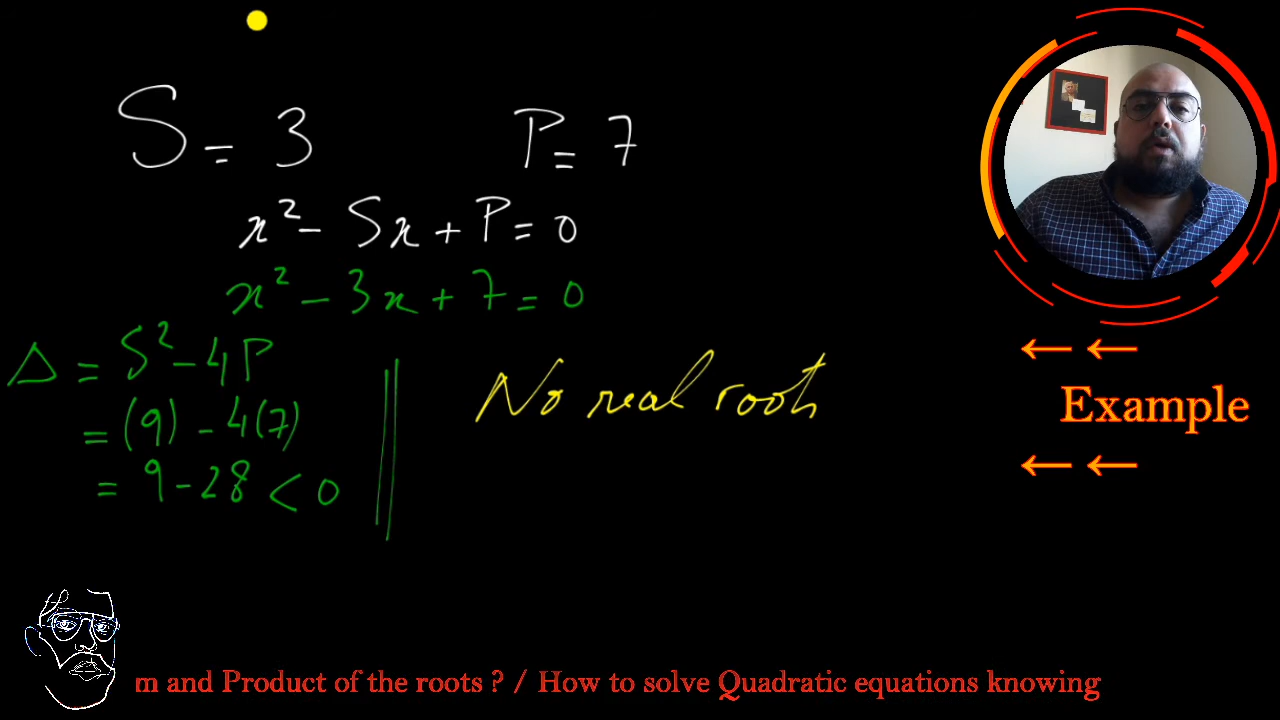 S = 3 P = 7
x² - Sx + P = 0
x² - 3x + 7 = 0
Δ = S² - 4P
= (9) - 4(7)
= 9 - 28 < 0
No real roots
← ←
Example
← ←
m and Product of the roots ? / How to solve Quadratic equations knowing